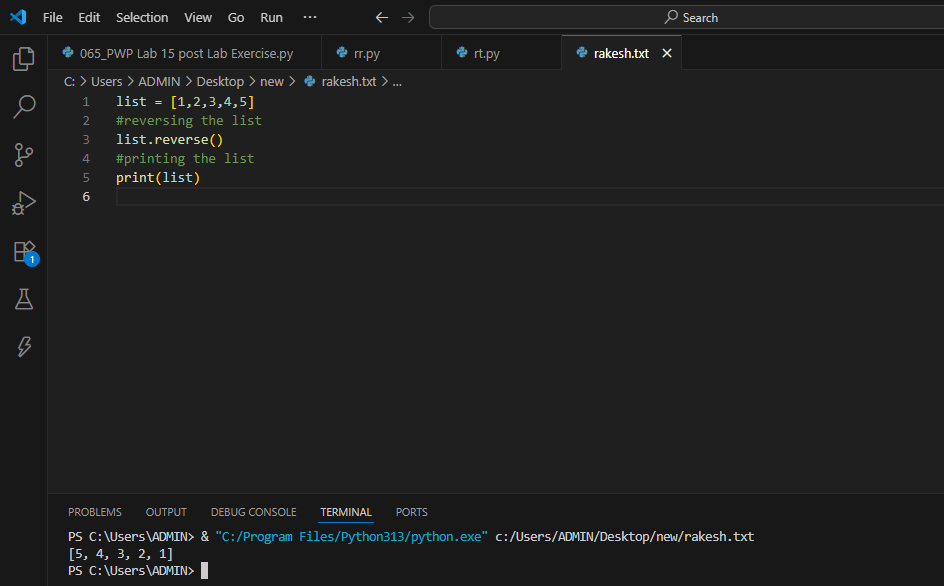 File Edit Selection View Go Run ··· ← → Search
065_PWP Lab 15 post Lab Exercise.py rr.py rt.py rakesh.txt ×
C: > Users > ADMIN > Desktop > new > rakesh.txt > ...
1 list = [1,2,3,4,5]
2 #reversing the list
3 list.reverse()
4 #printing the list
5 print(list)
6
1
PROBLEMS OUTPUT DEBUG CONSOLE TERMINAL PORTS
PS C:\Users\ADMIN> & "C:/Program Files/Python313/python.exe" c:/Users/ADMIN/Desktop/new/rakesh.txt
[5, 4, 3, 2, 1]
PS C:\Users\ADMIN>